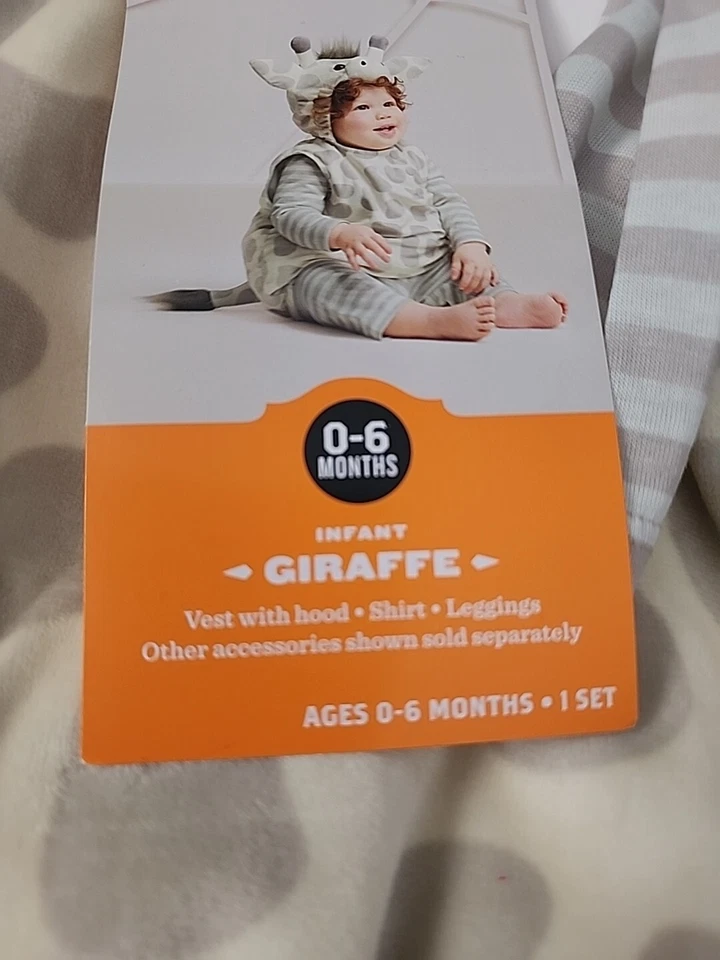 0-6
MONTHS
INFANT
GIRAFFE
Vest with hood • Shirt • Leggings
Other accessories shown sold separately
AGES 0-6 MONTHS • 1 SET